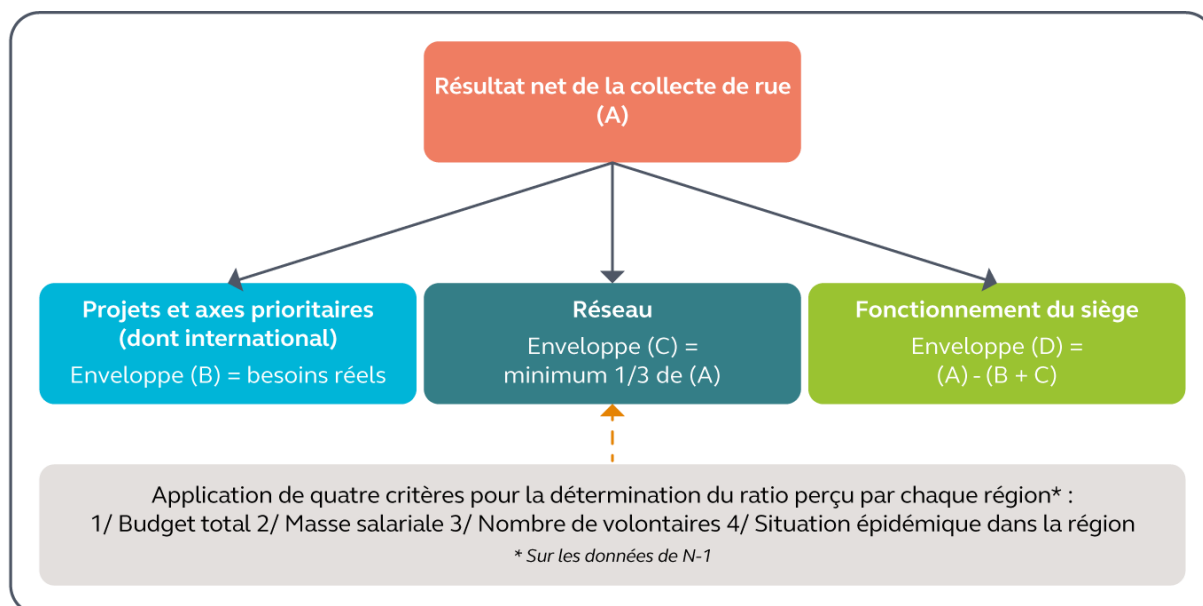 Résultat net de la collecte de rue
(A)
Projets et axes prioritaires
(dont international)
Enveloppe (B) = besoins réels
Réseau
Enveloppe (C) =
minimum 1/3 de (A)
Fonctionnement du siège
Enveloppe (D) =
(A) - (B + C)
Application de quatre critères pour la détermination du ratio perçu par chaque région* :
1/ Budget total 2/ Masse salariale 3/ Nombre de volontaires 4/ Situation épidémique dans la région
* Sur les données de N-1